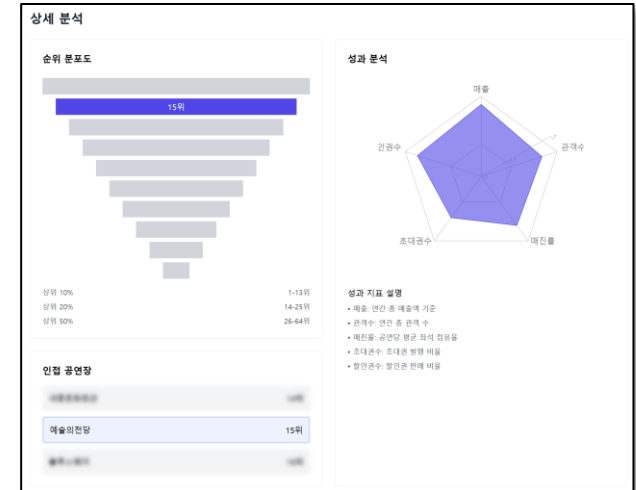 상세 분석
순위 분포도
15위
상위 10% 1-13위
상위 20% 14-25위
상위 50% 26-64위
인접 공연장
예술의전당 15위
성과 분석
매출
관객수
매진률
초대권수
인권수
성과 지표 설명
• 매출: 연간 총 매출액 기준
• 관객수: 연간 총 관객 수
• 매진률: 공연당 평균 좌석 점유율
• 초대권수: 초대권 발행 비율
• 할인권수: 할인권 판매 비율